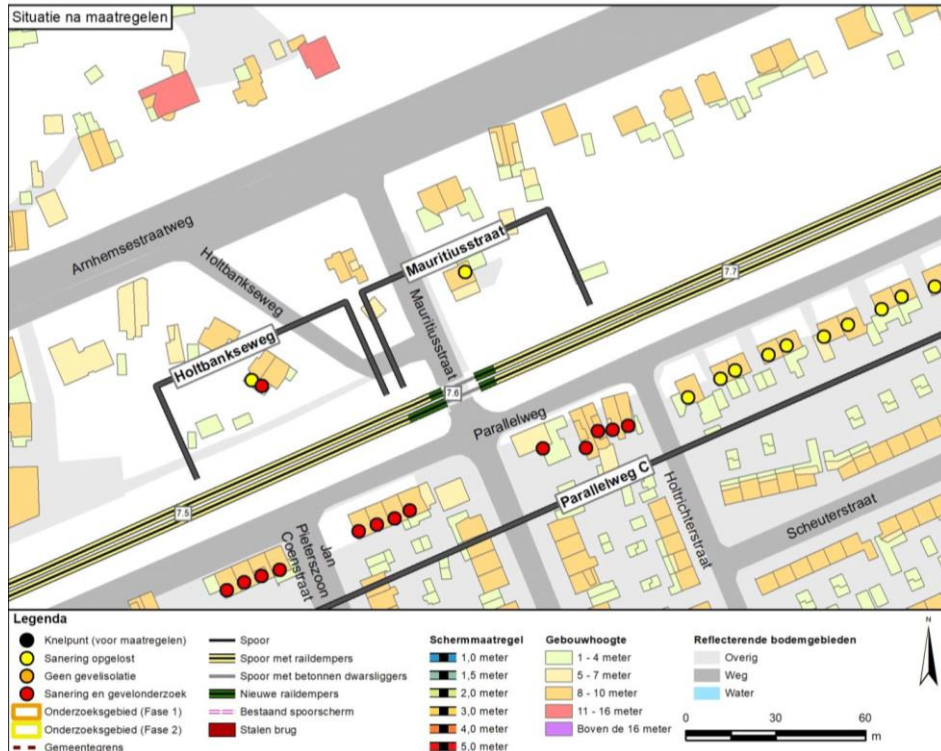 Situatie na maatregelen
Arnhemsestraatweg
Holtbankseweg
Mauritiusstraat
Mauritiusstraat
7.7
Holtbankseweg
7.6
Parallelweg
7.5
Parallelweg C
Holtrichterstraat
Scheuterstraat
Jan
Pieterszoon
Coenstraat
Legenda
Knelpunt (voor maatregelen)
Sanering opgelost
Geen gevelisolatie
Sanering en gevelonderzoek
Onderzoeksgebied (Fase 1)
Onderzoeksgebied (Fase 2)
Gemeentegrens
Spoor
Spoor met raildempers
Spoor met betonnen dwarsliggers
Nieuwe raildempers
Bestaand spoorscherm
Stalen brug
Schermmaatregel
1,0 meter
1,5 meter
2,0 meter
3,0 meter
4,0 meter
5,0 meter
Gebouwhoogte
1 - 4 meter
5 - 7 meter
8 - 10 meter
11 - 16 meter
Boven de 16 meter
Reflecterende bodemgebieden
Overig
Weg
Water
0 30 60
m
N